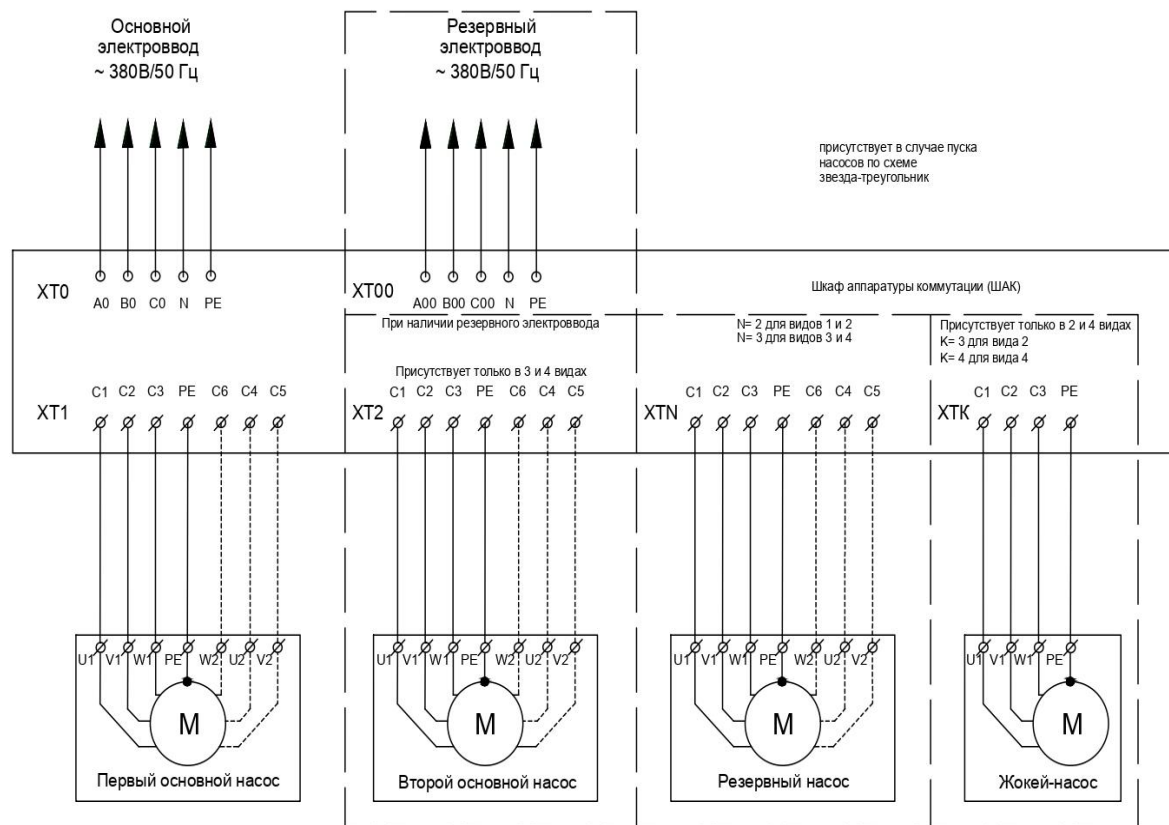 Основной
электроввод
~ 380В/50 Гц
Резервный
электроввод
~ 380В/50 Гц
присутствует в случае пуска
насосов по схеме
звезда-треугольник
XT0
A0 B0 C0 N PE
XT00
A00 B00 C00 N PE
Шкаф аппаратуры коммутации (ШАК)
При наличии резервного электроввода
N= 2 для видов 1 и 2
N= 3 для видов 3 и 4
Присутствует только в 2 и 4 видах
K= 3 для вида 2
K= 4 для вида 4
Присутствует только в 3 и 4 видах
XT1
C1 C2 C3 PE C6 C4 C5
XT2
C1 C2 C3 PE C6 C4 C5
XTN
C1 C2 C3 PE C6 C4 C5
XTК
C1 C2 C3 PE
U1 V1 W1 PE W2 U2 V2
U1 V1 W1 PE W2 U2 V2
U1 V1 W1 PE W2 U2 V2
U1 V1 W1 PE
M
M
M
M
Первый основной насос
Второй основной насос
Резервный насос
Жокей-насос